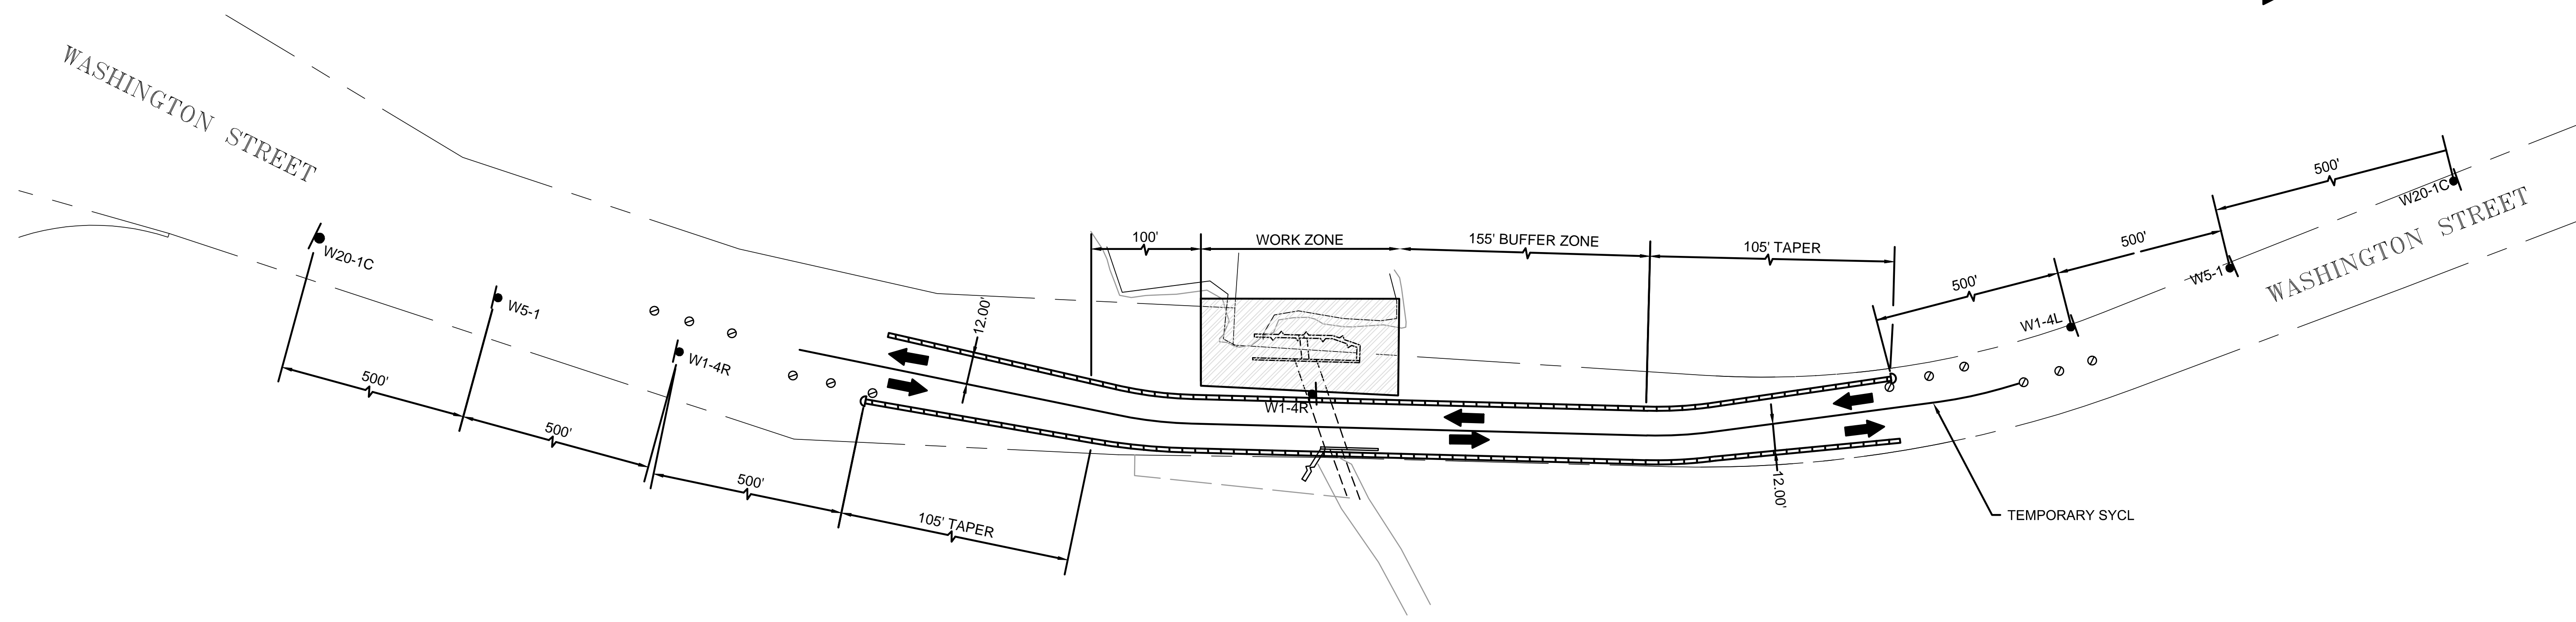 WASHINGTON STREET
W20-1C
W5-1
W1-4R
500'
500'
500'
105' TAPER
12.00'
100'
WORK ZONE
155' BUFFER ZONE
105' TAPER
W1-4R
12.00'
500'
500'
500'
W1-4L
W5-1
W20-1C
WASHINGTON STREET
TEMPORARY SYCL